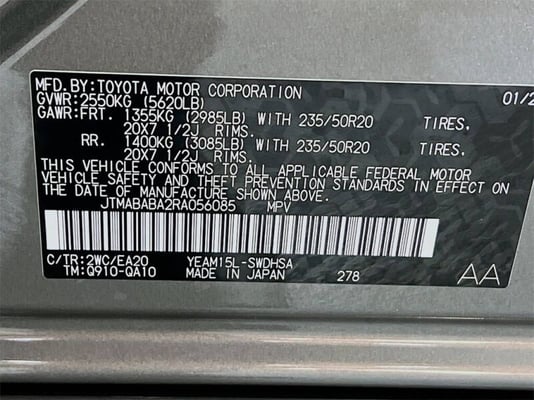 MFD.BY:TOYOTA MOTOR CORPORATION 01/2
GVWR:2550KG (5620LB)
GAWR:FRT. 1355KG (2985LB) WITH 235/50R20 TIRES,
20X7 1/2J RIMS.
RR. 1400KG (3085LB) WITH 235/50R20 TIRES,
20X7 1/2J RIMS.
THIS VEHICLE CONFORMS TO ALL APPLICABLE FEDERAL MOTOR
VEHICLE SAFETY AND THEFT PREVENTION STANDARDS IN EFFECT
ON THE DATE OF MANUFACTURE SHOWN ABOVE.
JTMABABA2RA056085 MPV
C/TR:2WC/EA20 YEAM15L-SWDHSA
TM:Q910-QA10 MADE IN JAPAN 278 AA